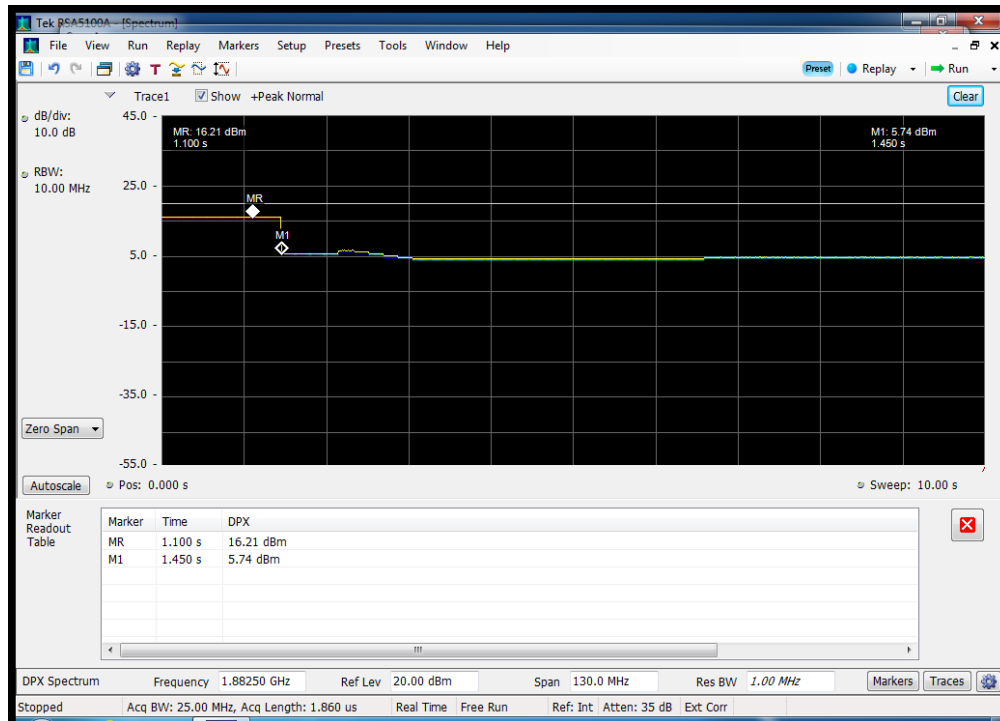 Tek RSA5100A - [Spectrum]
File View Run Replay Markers Setup Presets Tools Window Help
T
Preset Replay Run
Trace1 Show +Peak Normal Clear
dB/div:
10.0 dB
RBW:
10.00 MHz
45.0 -
25.0 -
5.0 -
-15.0 -
-35.0 -
-55.0 -
MR: 16.21 dBm
1.100 s
M1: 5.74 dBm
1.450 s
MR
M1
Zero Span
Autoscale Pos: 0.000 s Sweep: 10.00 s
Marker
Readout
Table
Marker Time DPX
MR 1.100 s 16.21 dBm
M1 1.450 s 5.74 dBm
DPX Spectrum Frequency 1.88250 GHz Ref Lev 20.00 dBm Span 130.0 MHz Res BW 1.00 MHz Markers Traces
Stopped Acq BW: 25.00 MHz, Acq Length: 1.860 us Real Time Free Run Ref: Int Atten: 35 dB Ext Corr